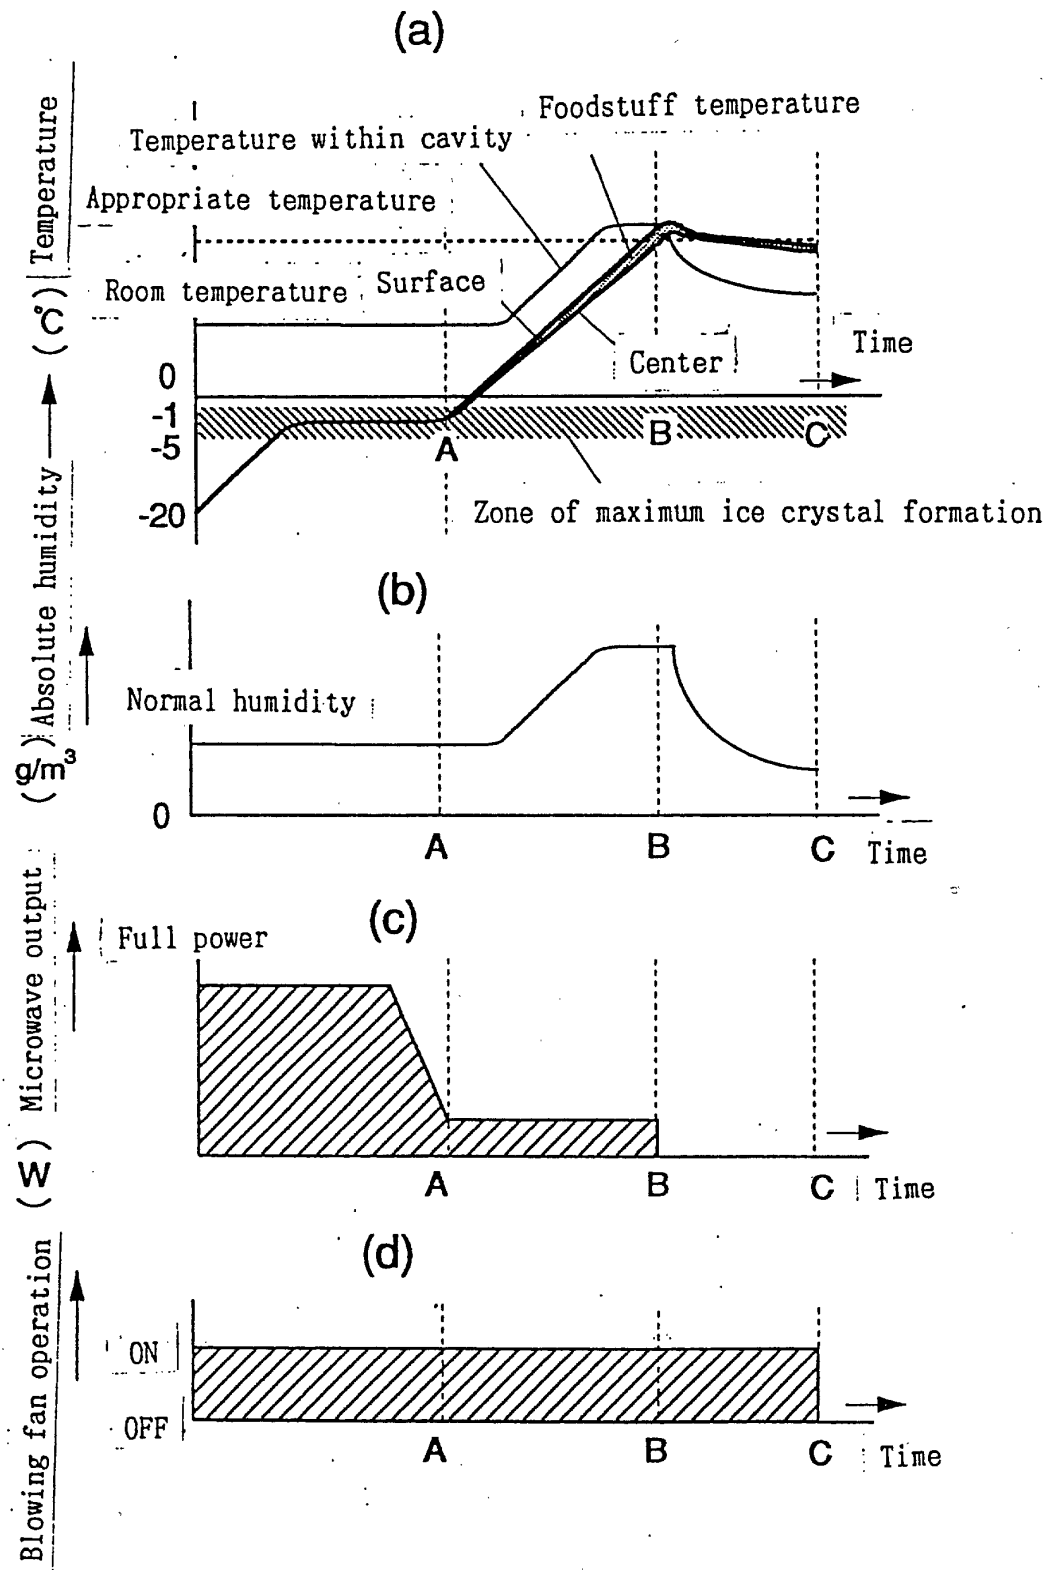 (a)
Temperature
(℃)
Foodstuff temperature
Temperature within cavity
Appropriate temperature
Room temperature
Surface
Center
Time
0
-1
-5
-20
A
B
C
Zone of maximum ice crystal formation
(b)
Absolute humidity
(g/m³)
Normal humidity
0
A
B
C
Time
(c)
Microwave output
(W)
Full power
A
B
C
Time
(d)
Blowing fan operation
ON
OFF
A
B
C
Time